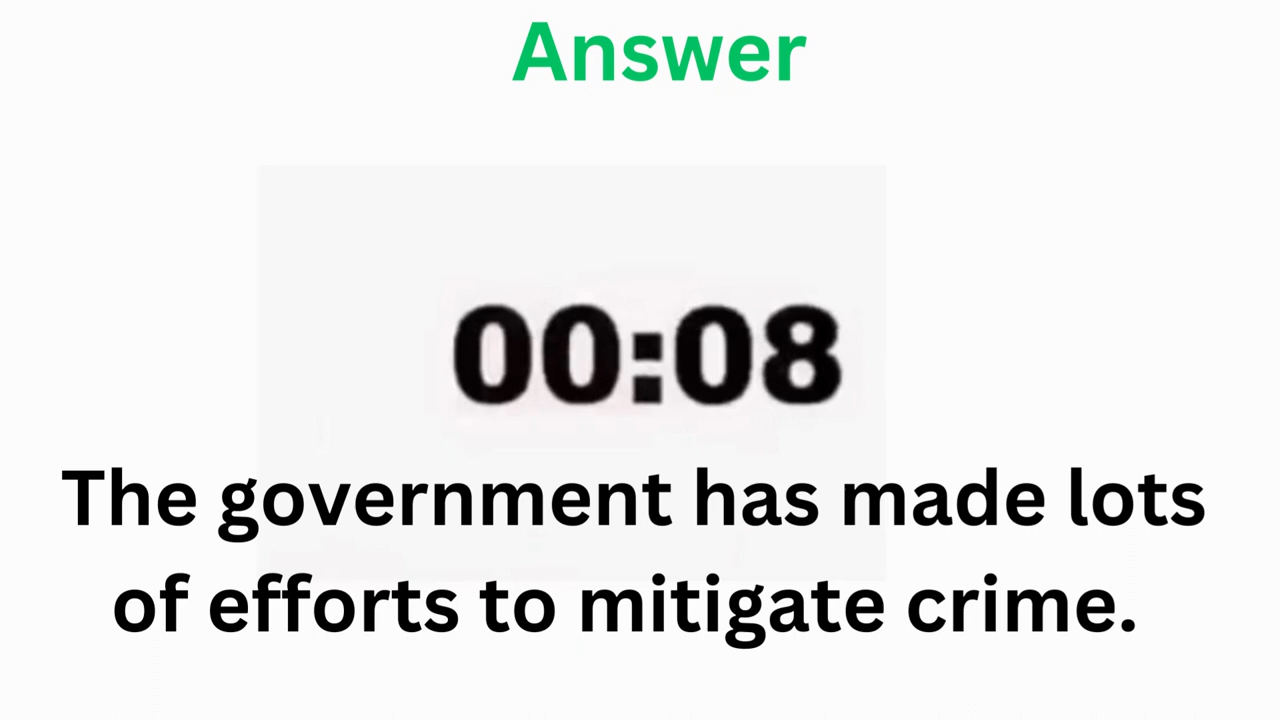 Answer
00:08
The government has made lots
of efforts to mitigate crime.